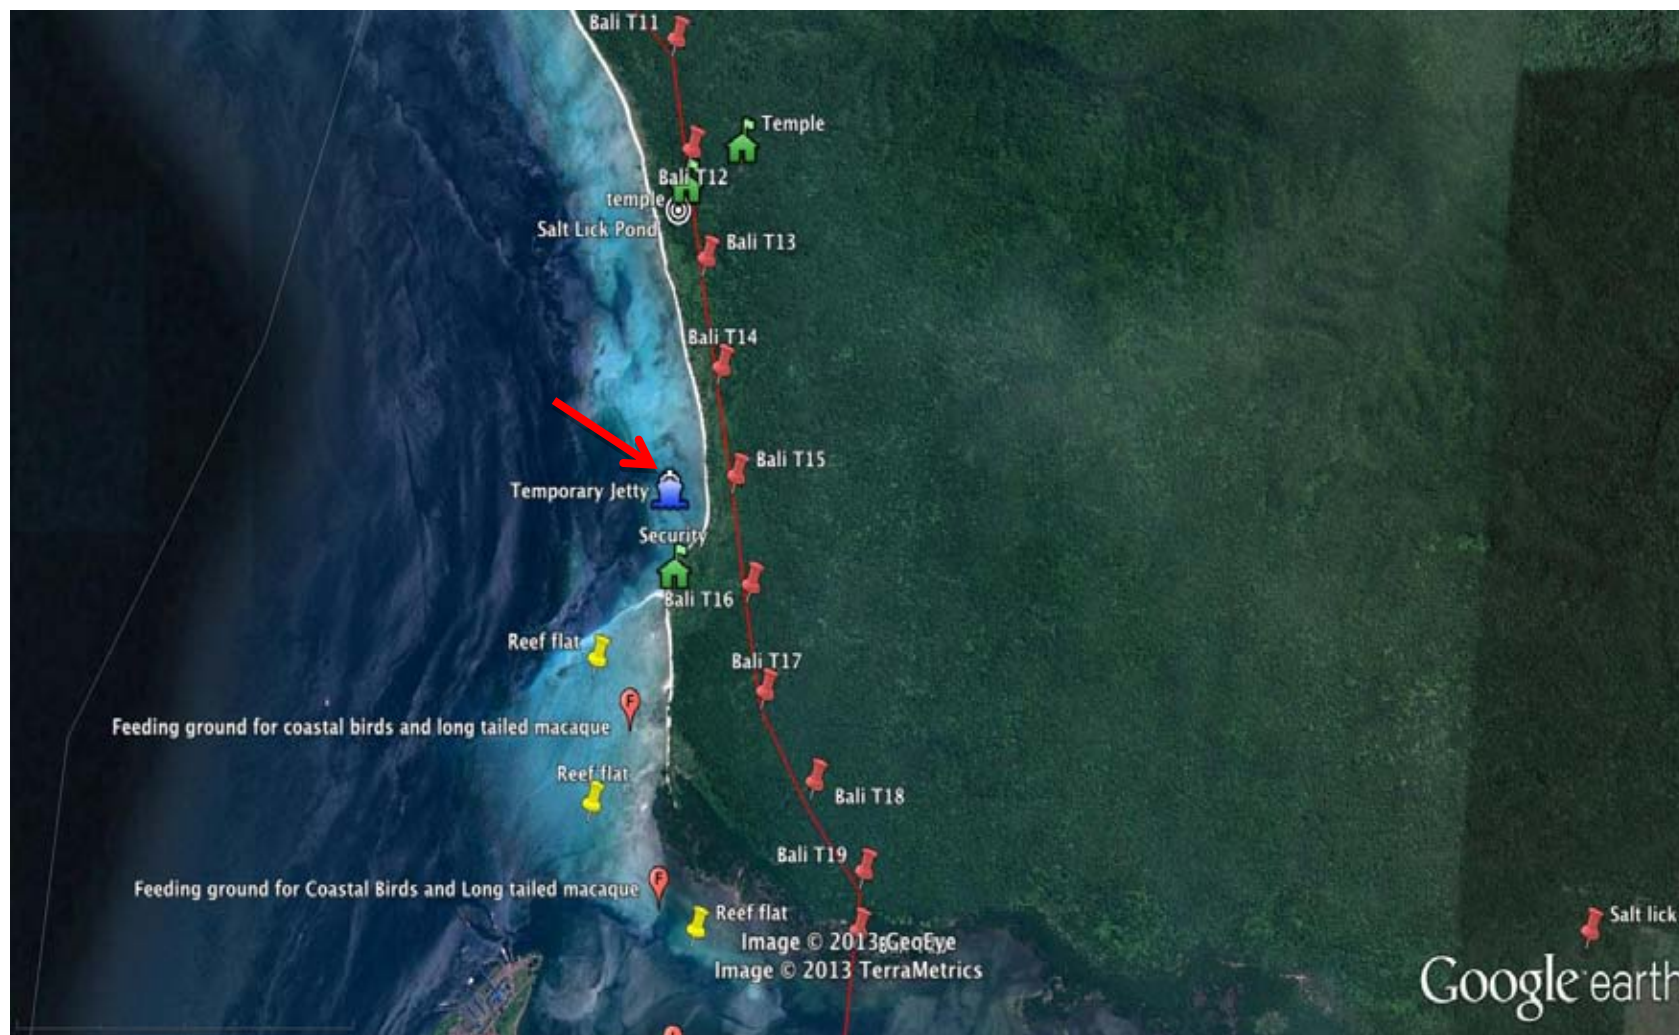 Bali T11
Temple
Bali T12
temple
Salt Lick Pond
Bali T13
Bali T14
Bali T15
Temporary Jetty
Security
Bali T16
Reef flat
Bali T17
F
Feeding ground for coastal birds and long tailed macaque
Reef flat
Bali T18
Bali T19
F
Feeding ground for Coastal Birds and Long tailed macaque
Reef flat
Salt lick
Image © 2013 GeoEye
Image © 2013 TerraMetrics
Google earth